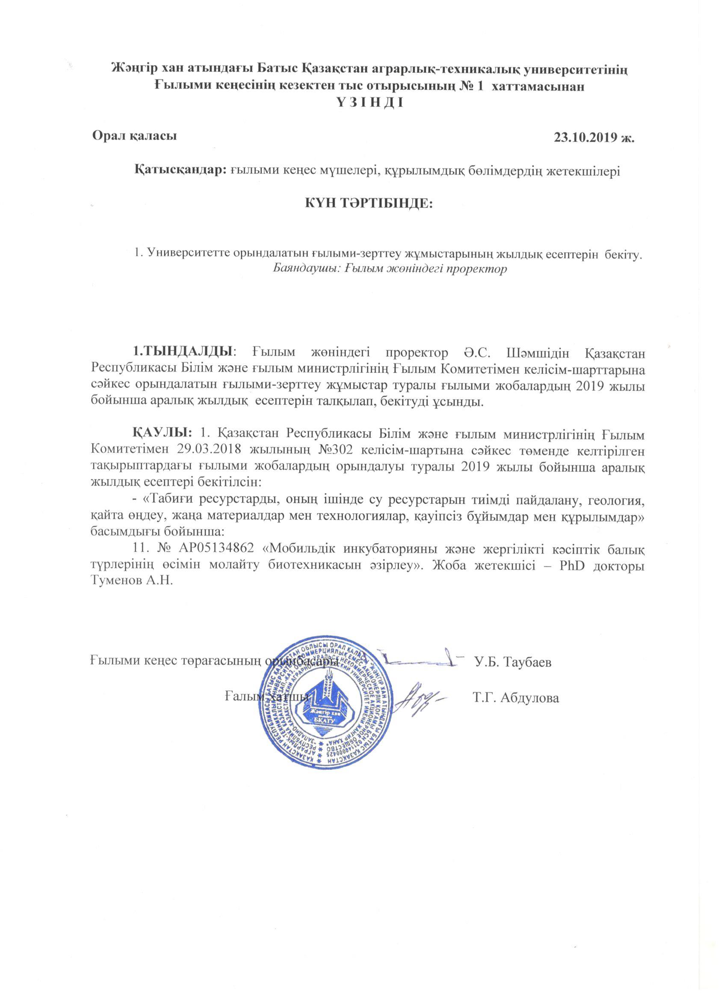 Жәңгір хан атындағы Батыс Қазақстан аграрлық-техникалық университетінің
Ғылыми кеңесінің кезектен тыс отырысының № 1 хаттамасынан
Ү З І Н Д І
Орал қаласы 23.10.2019 ж.
Қатысқандар: ғылыми кеңес мүшелері, құрылымдық бөлімдердің жетекшілері
КҮН ТӘРТІБІНДЕ:
1. Университетте орындалатын ғылыми-зерттеу жұмыстарының жылдық есептерін бекіту.
Баяндаушы: Ғылым жөніндегі проректор
1.ТЫНДАЛДЫ: Ғылым жөніндегі проректор Ә.С. Шәмшідін Қазақстан
Республикасы Білім және ғылым министрлігінің Ғылым Комитетімен келісім-шарттарына
сәйкес орындалатын ғылыми-зерттеу жұмыстар туралы ғылыми жобалардың 2019 жылы
бойынша аралық жылдық есептерін талқылап, бекітуді ұсынды.
ҚАУЛЫ: 1. Қазақстан Республикасы Білім және ғылым министрлігінің Ғылым
Комитетімен 29.03.2018 жылының №302 келісім-шартына сәйкес төменде келтірілген
тақырыптардағы ғылыми жобалардың орындалуы туралы 2019 жылы бойынша аралық
жылдық есептері бекітілсін:
- «Табиғи ресурстарды, оның ішінде су ресурстарын тиімді пайдалану, геология,
қайта өңдеу, жаңа материалдар мен технологиялар, қауіпсіз бұйымдар мен құрылымдар»
басымдығы бойынша:
11. № АР05134862 «Мобильдік инкубаторияны және жергілікті кәсіптік балық
түрлерінің өсімін молайту биотехникасын әзірлеу». Жоба жетекшісі – PhD докторы
Туменов А.Н.
Ғылыми кеңес төрағасының орынбасары У.Б. Таубаев
Ғалым хатшы Т.Г. Абдулова
Жәңгір хан
БҚАТУ